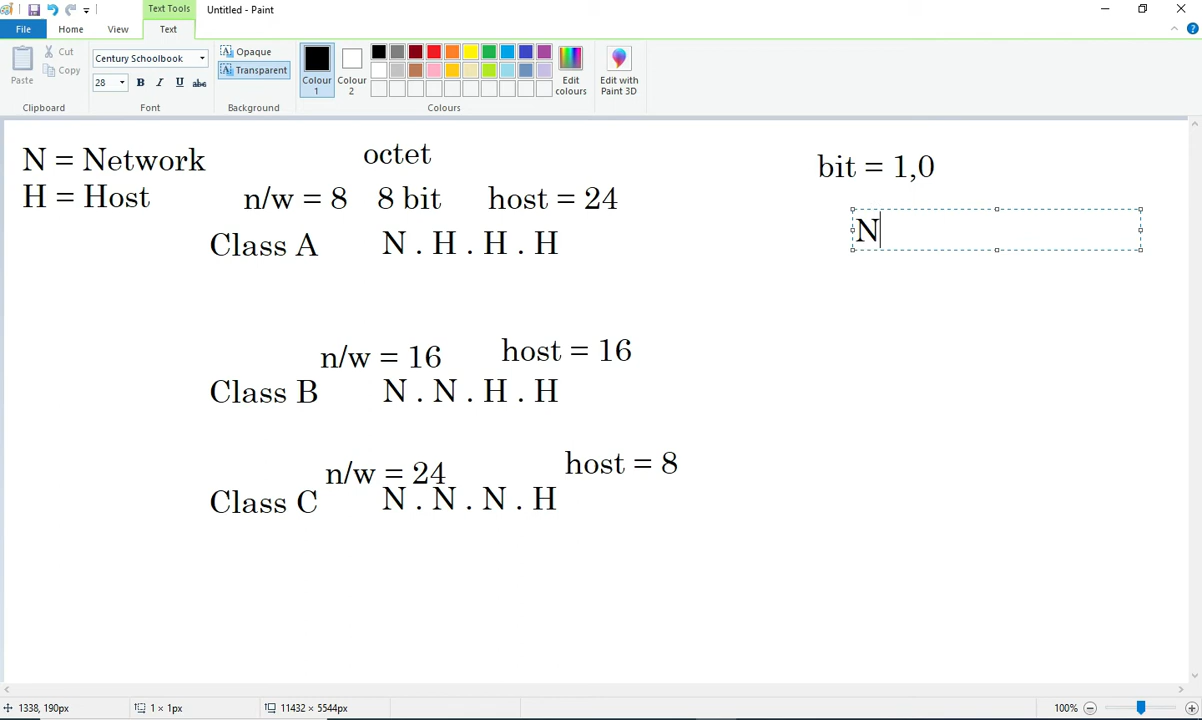 Text Tools
Untitled - Paint
File
Home
View
Text
Paste
Cut
Copy
Clipboard
Century Schoolbook
28
B
I
U
abc
Font
A
Opaque
A
Transparent
Background
Colour 1
Colour 2
Edit colours
Colours
Edit with Paint 3D
N = Network
H = Host
octet
n/w = 8
8 bit
host = 24
Class A
N . H . H . H
bit = 1,0
N
n/w = 16
host = 16
Class B
N . N . H . H
n/w = 24
host = 8
Class C
N . N . N . H
1338, 190px
1 × 1px
11432 × 5544px
100%